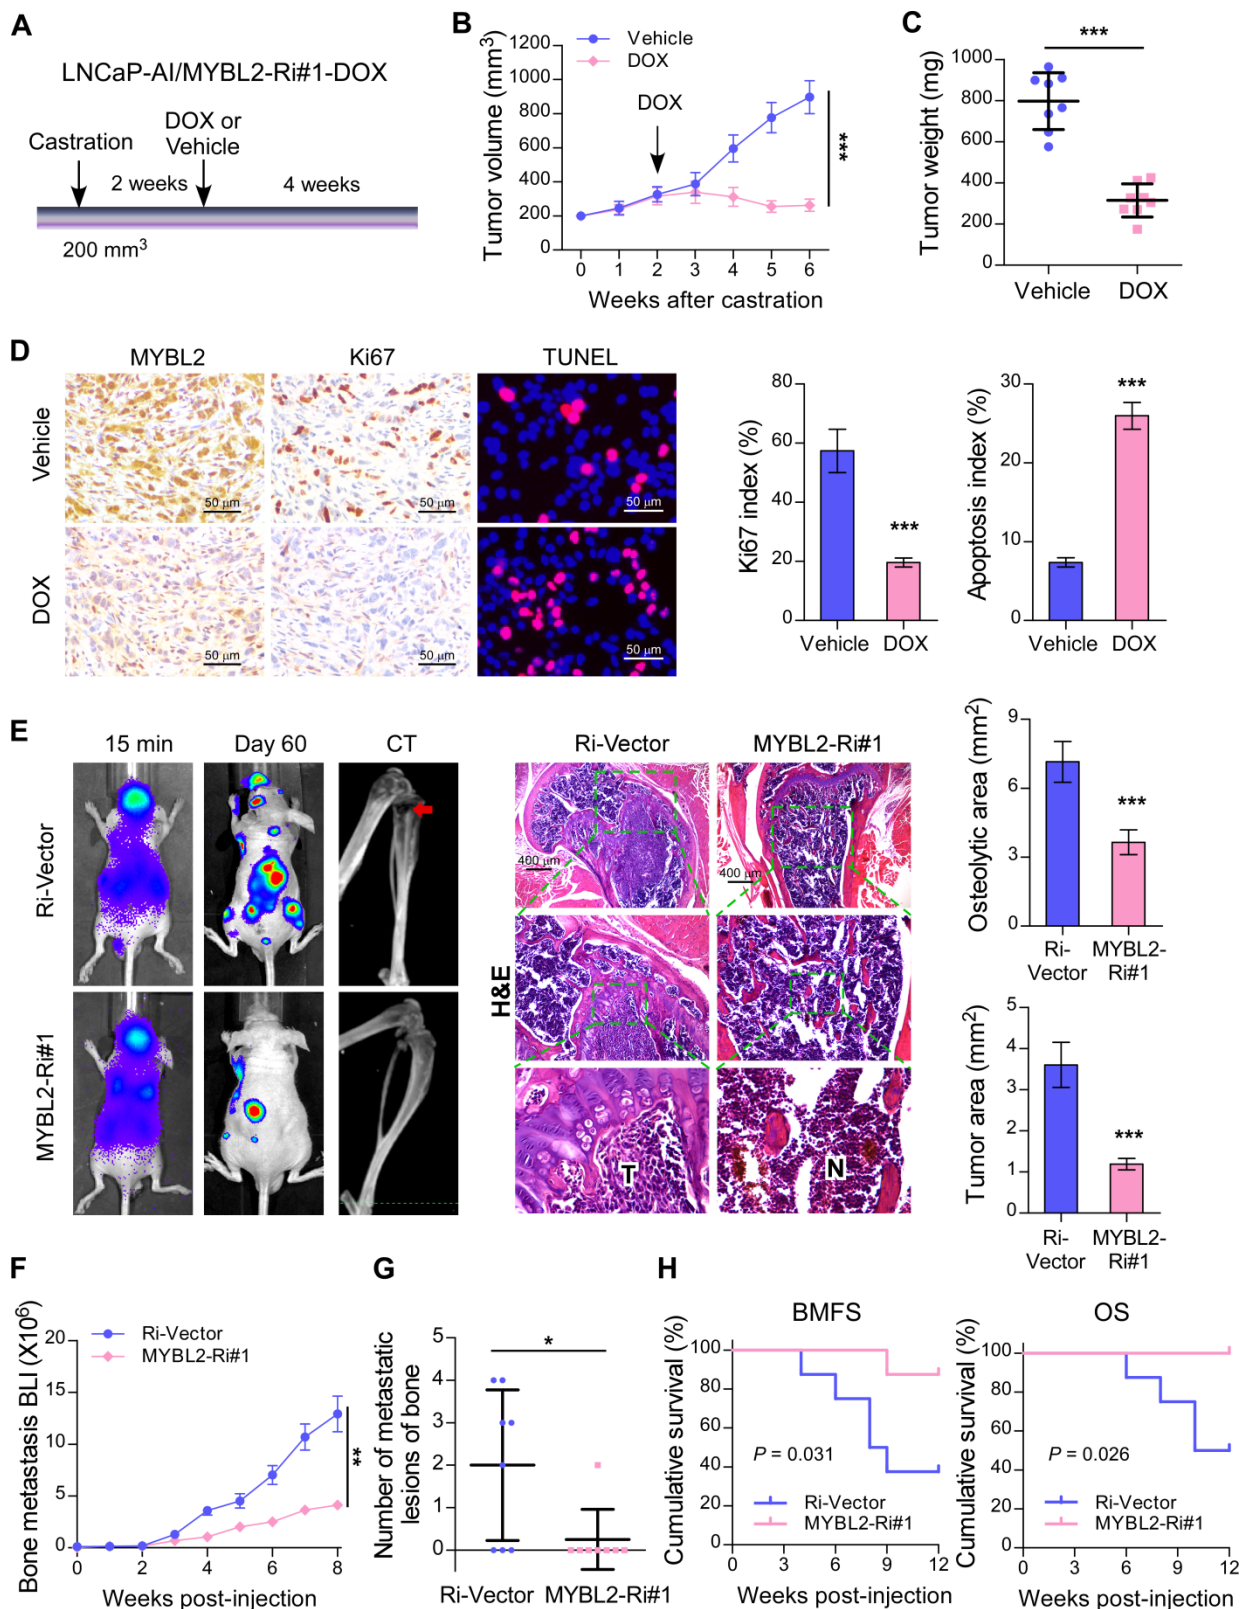 A
LNCaP-AI/MYBL2-Ri#1-DOX
Castration
DOX or
Vehicle
2 weeks
4 weeks
200 mm3
B
Vehicle
DOX
Tumor volume (mm3)
1200
1000
800
600
400
200
0
DOX
***
0 1 2 3 4 5 6
Weeks after castration
C
***
Tumor weight (mg)
1000
800
600
400
200
0
Vehicle DOX
D
MYBL2 Ki67 TUNEL
Vehicle
50 μm 50 μm 50 μm
DOX
50 μm 50 μm 50 μm
Ki67 index (%)
80
60
40
20
0
***
Vehicle DOX
Apoptosis index (%)
30
20
10
0
***
Vehicle DOX
E
15 min Day 60 CT
Ri-Vector
MYBL2-Ri#1
Ri-Vector MYBL2-Ri#1
H&E
400 μm 400 μm
T N
Osteolytic area (mm2)
9
6
3
0
***
Ri-Vector MYBL2-Ri#1
Tumor area (mm2)
5
4
3
2
1
0
***
Ri-Vector MYBL2-Ri#1
F
Ri-Vector
MYBL2-Ri#1
Bone metastasis BLI (X106)
20
15
10
5
0
**
0 2 4 6 8
Weeks post-injection
G
*
Number of metastatic
lesions of bone
5
4
3
2
1
0
Ri-Vector MYBL2-Ri#1
H
BMFS
Cumulative survival (%)
100
80
60
40
20
0
P = 0.031
Ri-Vector
MYBL2-Ri#1
0 3 6 9 12
Weeks post-injection
OS
Cumulative survival (%)
100
80
60
40
20
0
P = 0.026
Ri-Vector
MYBL2-Ri#1
0 3 6 9 12
Weeks post-injection